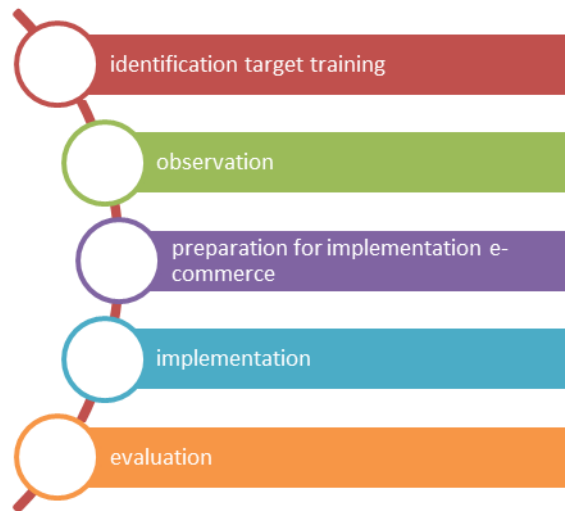 identification target training
observation
preparation for implementation e-
commerce
implementation
evaluation